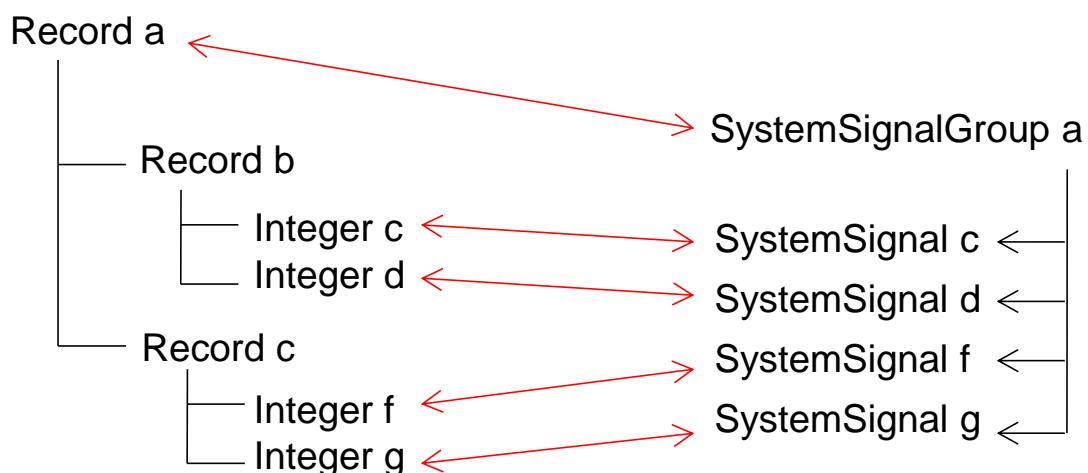 Record a
SystemSignalGroup a
Record b
Integer c
SystemSignal c
Integer d
SystemSignal d
Record c
SystemSignal f
Integer f
SystemSignal g
Integer g